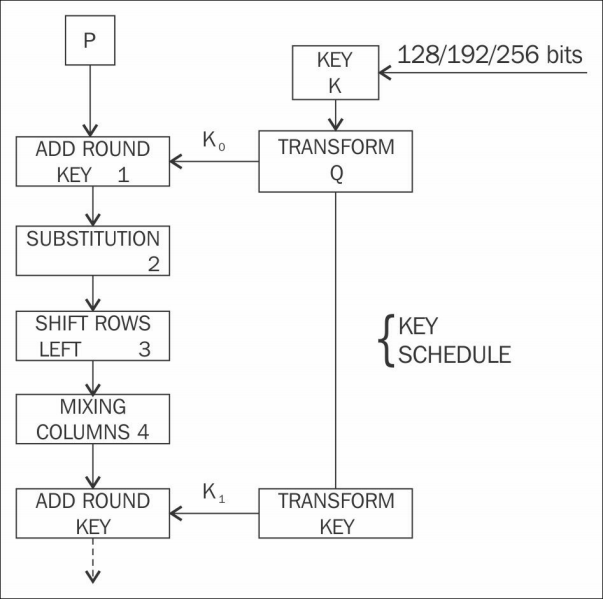 P
KEY
K
128/192/256 bits
ADD ROUND
KEY 1
K₀
TRANSFORM
Q
SUBSTITUTION
2
SHIFT ROWS
LEFT 3
{ KEY
SCHEDULE
MIXING
COLUMNS 4
ADD ROUND
KEY
K₁
TRANSFORM
KEY